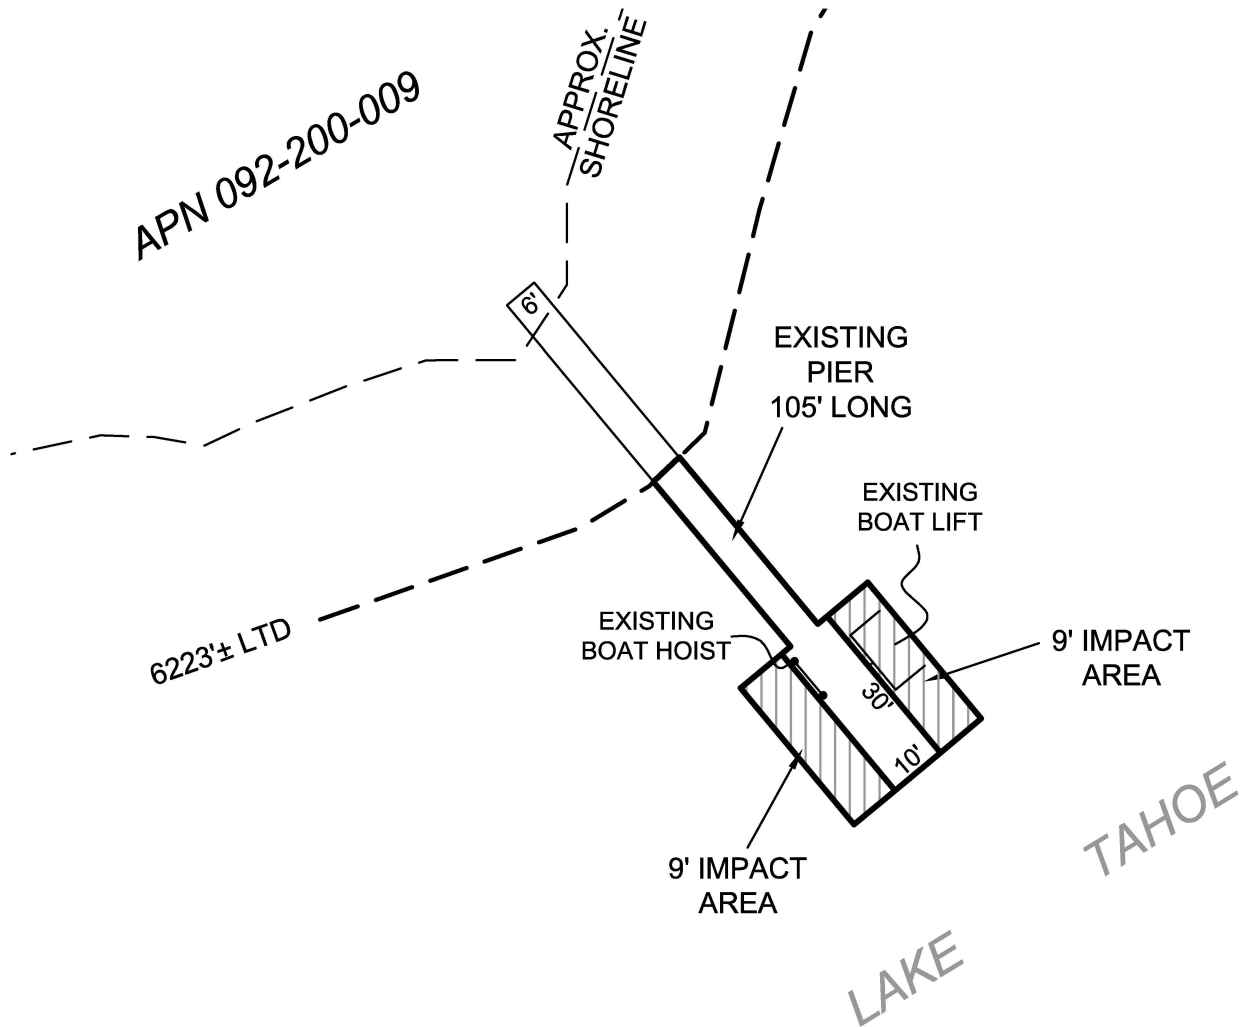 APN 092-200-009
APPROX.
SHORELINE
6'
EXISTING
PIER
105' LONG
EXISTING
BOAT LIFT
EXISTING
BOAT HOIST
6223'± LTD
9' IMPACT
AREA
30'
10'
9' IMPACT
AREA
LAKE TAHOE